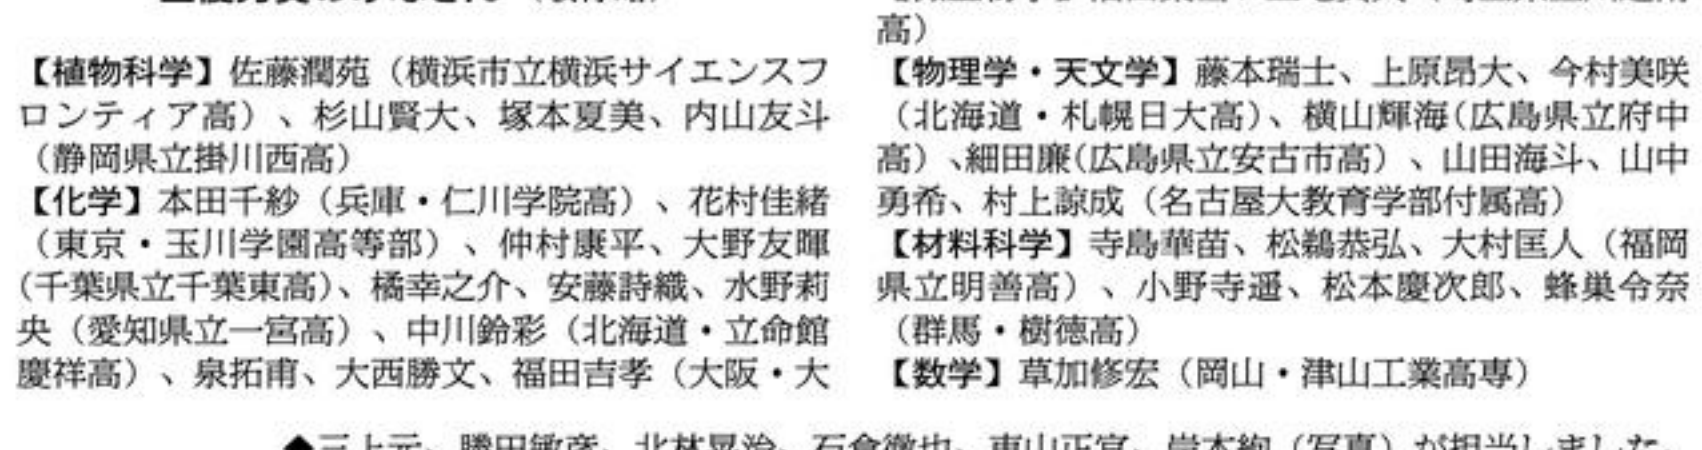 【植物科学】佐藤潤苑（横浜市立横浜サイエンスフ
ロンティア高）、杉山賢大、塚本夏美、内山友斗
（静岡県立掛川西高）
【化学】本田千紗（兵庫・仁川学院高）、花村佳緒
（東京・玉川学園高等部）、仲村康平、大野友暉
（千葉県立千葉東高）、橘幸之介、安藤詩織、水野莉
央（愛知県立一宮高）、中川鈴彩（北海道・立命館
慶祥高）、泉拓甫、大西勝文、福田吉孝（大阪・大
高）
【物理学・天文学】藤本瑞士、上原昂大、今村美咲
（北海道・札幌日大高）、横山輝海（広島県立府中
高）、細田廉（広島県立安古市高）、山田海斗、山中
勇希、村上諒成（名古屋大教育学部付属高）
【材料科学】寺島華苗、松鵜恭弘、大村匡人（福岡
県立明善高）、小野寺遥、松本慶次郎、蜂巣令奈
（群馬・樹徳高）
【数学】草加修宏（岡山・津山工業高専）
（写真）が担当しました。